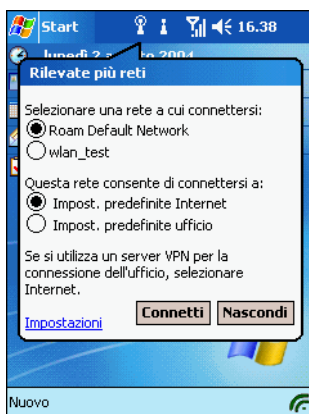 Start 16.38
lunedì 2 agosto 2004
Rilevate più reti
Selezionare una rete a cui connettersi:
Roam Default Network
wlan_test
Questa rete consente di connettersi a:
Impost. predefinite Internet
Impost. predefinite ufficio
Se si utilizza un server VPN per la
connessione dell'ufficio, selezionare
Internet.
Impostazioni Connetti Nascondi
Nuovo